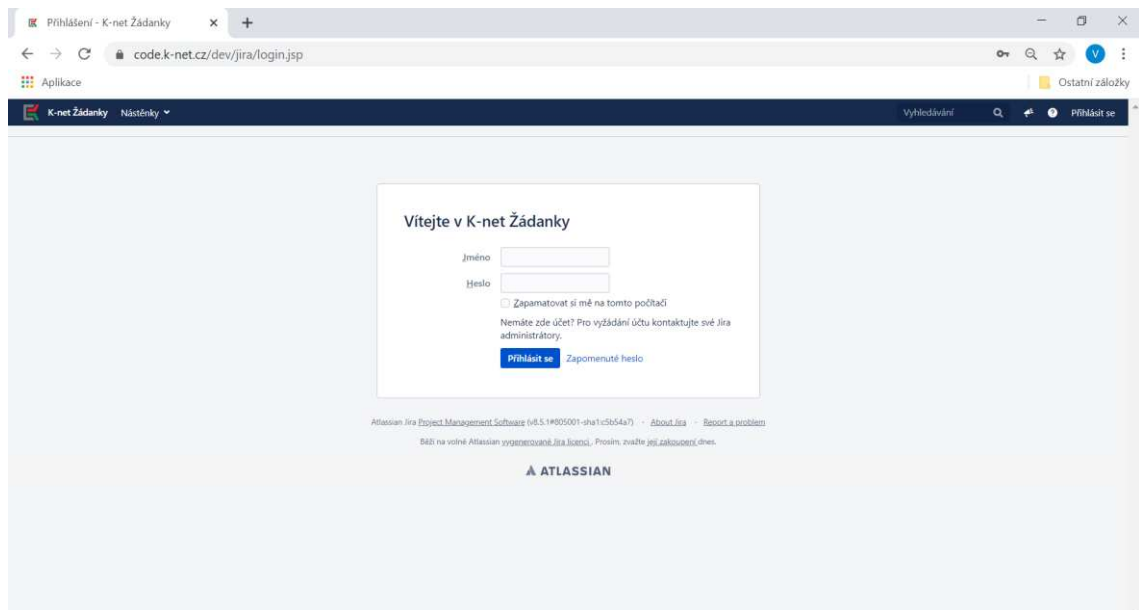 Přihlášení - K-net Žádanky
code.k-net.cz/dev/jira/login.jsp
V
Aplikace
Ostatní záložky
K-net Žádanky Nástěnky Vyhledávání Přihlásit se
Vítejte v K-net Žádanky
Jméno
Heslo
Zapamatovat si mě na tomto počítači
Nemáte zde účet? Pro vyžádání účtu kontaktujte své Jira
administrátory.
Přihlásit se Zapomenuté heslo
Atlassian Jira Project Management Software (v8.5.1#805001-sha1:c5b54a7) · About Jira · Report a problem
Běží na volné Atlassian vygenerované Jira licenci. Prosím, zvažte její zakoupení dnes.
ATLASSIAN